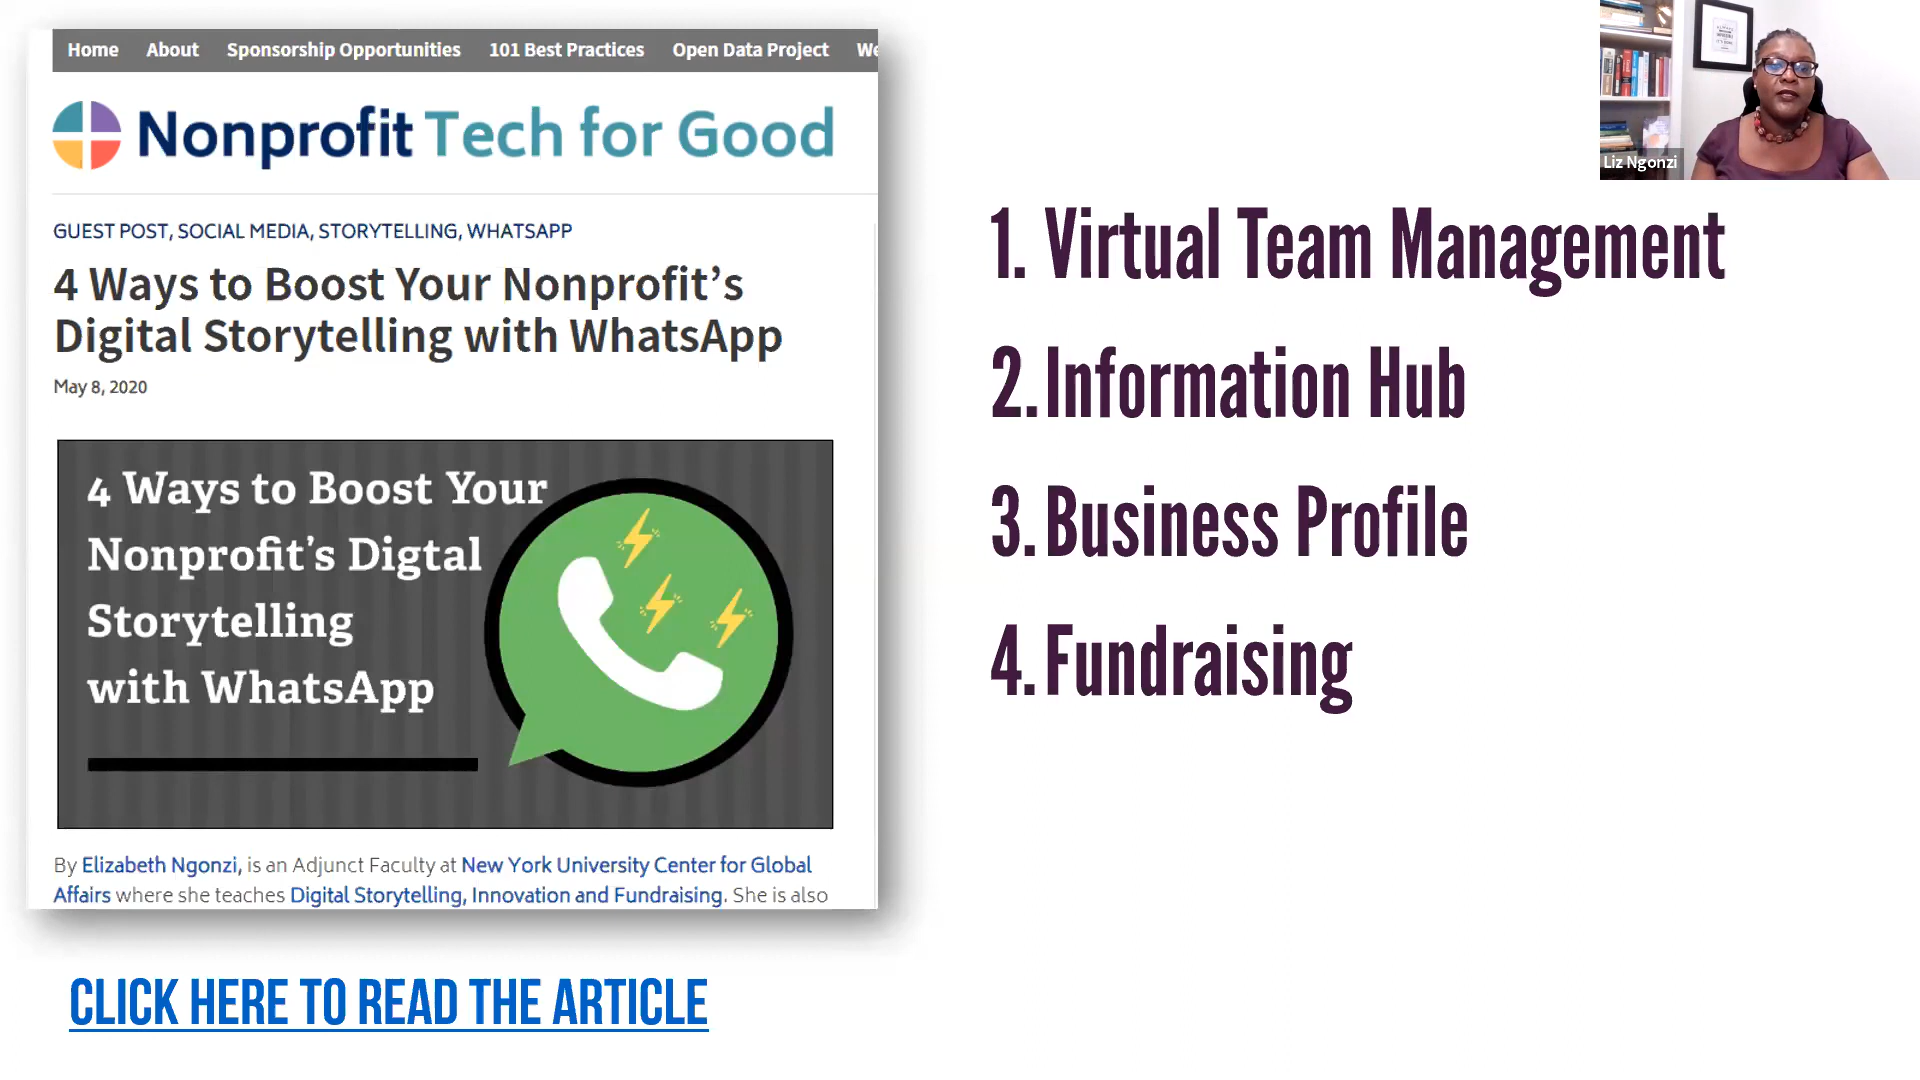 Home About Sponsorship Opportunities 101 Best Practices Open Data Project We
Nonprofit Tech for Good
GUEST POST, SOCIAL MEDIA, STORYTELLING, WHATSAPP
4 Ways to Boost Your Nonprofit’s
Digital Storytelling with WhatsApp
May 8, 2020
4 Ways to Boost Your
Nonprofit’s Digtal
Storytelling
with WhatsApp
By Elizabeth Ngonzi, is an Adjunct Faculty at New York University Center for Global
Affairs where she teaches Digital Storytelling, Innovation and Fundraising. She is also
CLICK HERE TO READ THE ARTICLE
Liz Ngonzi
1. Virtual Team Management
2. Information Hub
3. Business Profile
4. Fundraising